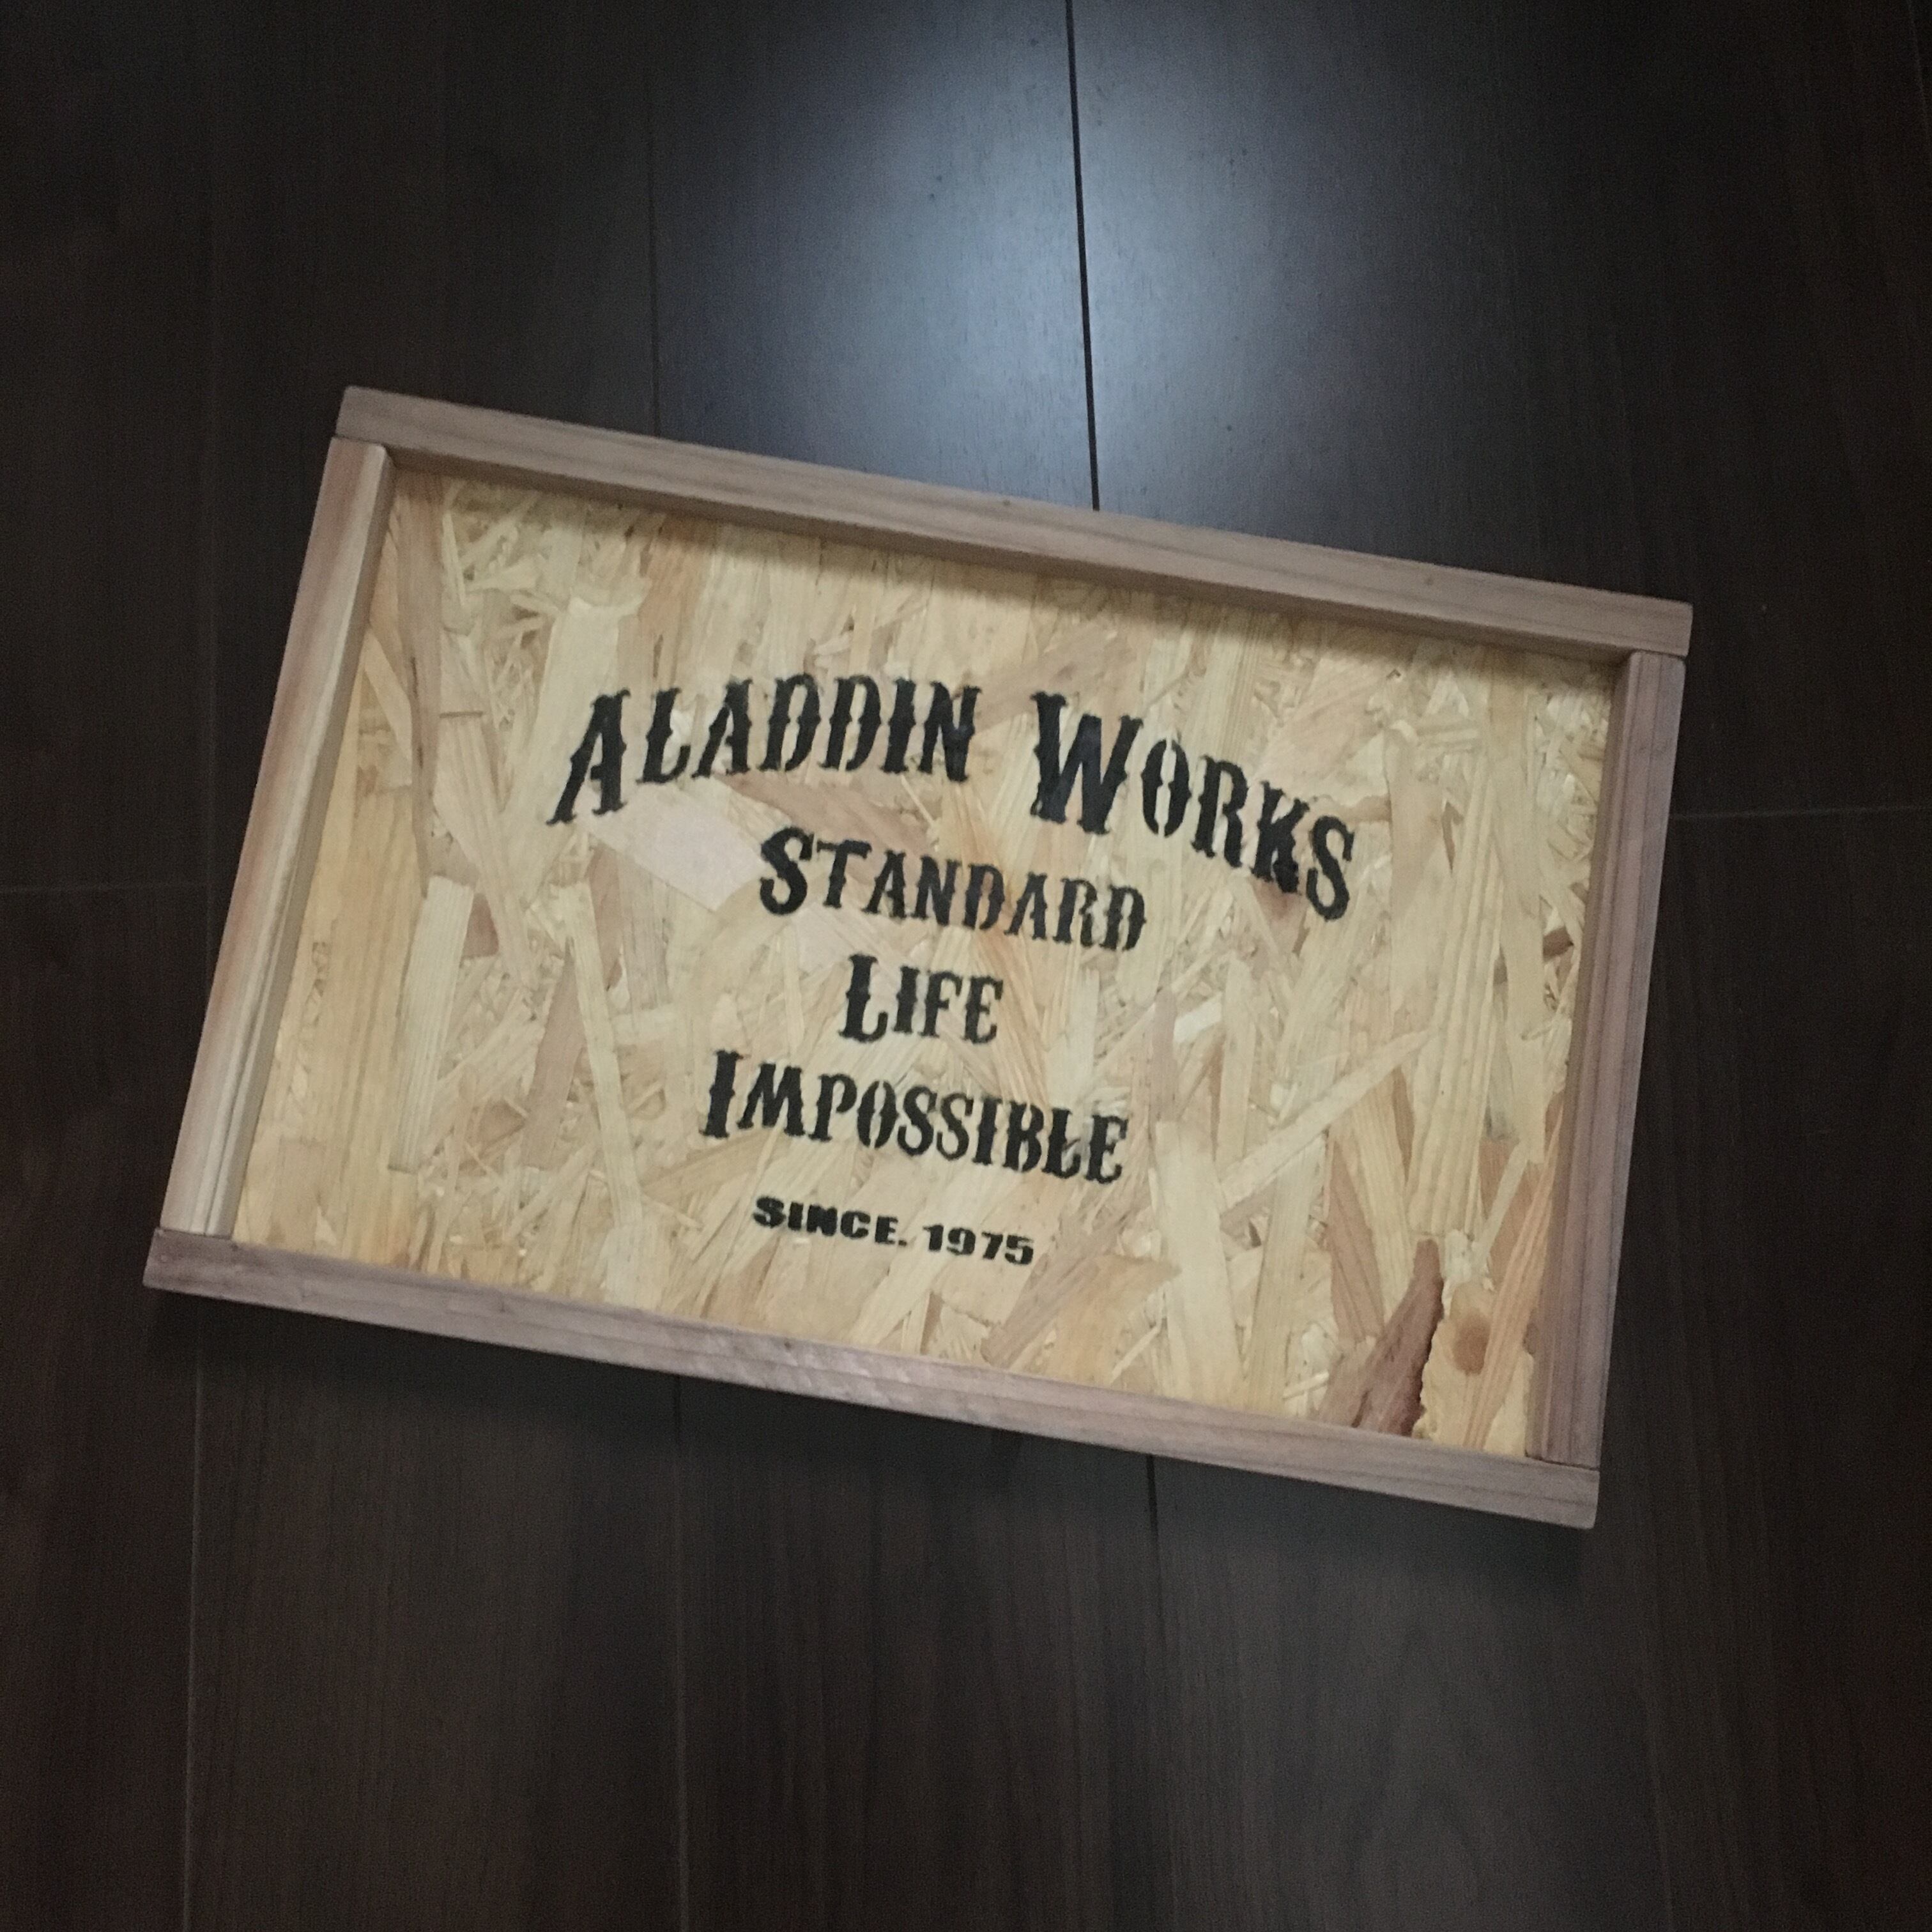 ALADDIN WORKS
STANDARD
LIFE
IMPOSSIBLE
SINCE. 1975